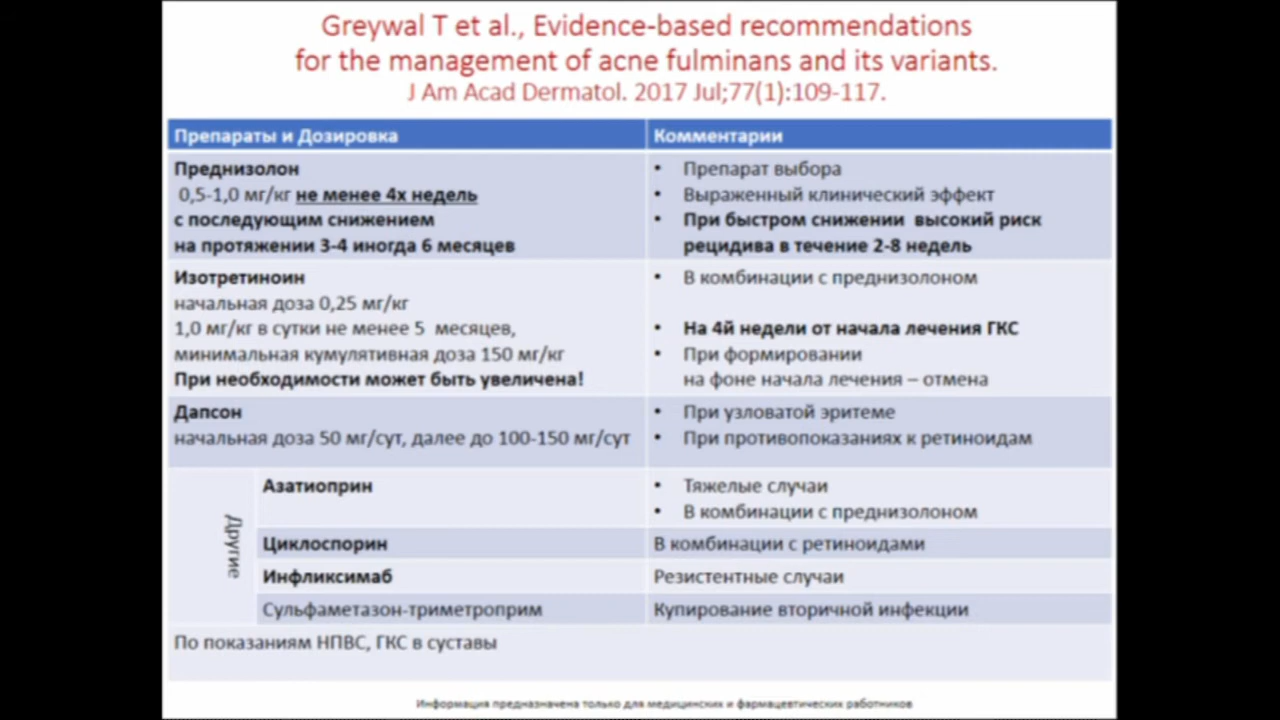 Greywal T et al., Evidence-based recommendations
for the management of acne fulminans and its variants.
J Am Acad Dermatol. 2017 Jul;77(1):109-117.
Препараты и Дозировка
Комментарии
Преднизолон
0,5-1,0 мг/кг не менее 4х недель
с последующим снижением
на протяжении 3-4 иногда 6 месяцев
• Препарат выбора
• Выраженный клинический эффект
• При быстром снижении высокий риск
рецидива в течение 2-8 недель
Изотретиноин
начальная доза 0,25 мг/кг
1,0 мг/кг в сутки не менее 5 месяцев,
минимальная кумулятивная доза 150 мг/кг
При необходимости может быть увеличена!
• В комбинации с преднизолоном
• На 4й недели от начала лечения ГКС
• При формировании
на фоне начала лечения – отмена
Дапсон
начальная доза 50 мг/сут, далее до 100-150 мг/сут
• При узловатой эритеме
• При противопоказаниях к ретиноидам
Другие
Азатиоприн
• Тяжелые случаи
• В комбинации с преднизолоном
Циклоспорин
В комбинации с ретиноидами
Инфликсимаб
Резистентные случаи
Сульфаметазон-триметроприм
Купирование вторичной инфекции
По показаниям НПВС, ГКС в суставы
Информация предназначена только для медицинских и фармацевтических работников